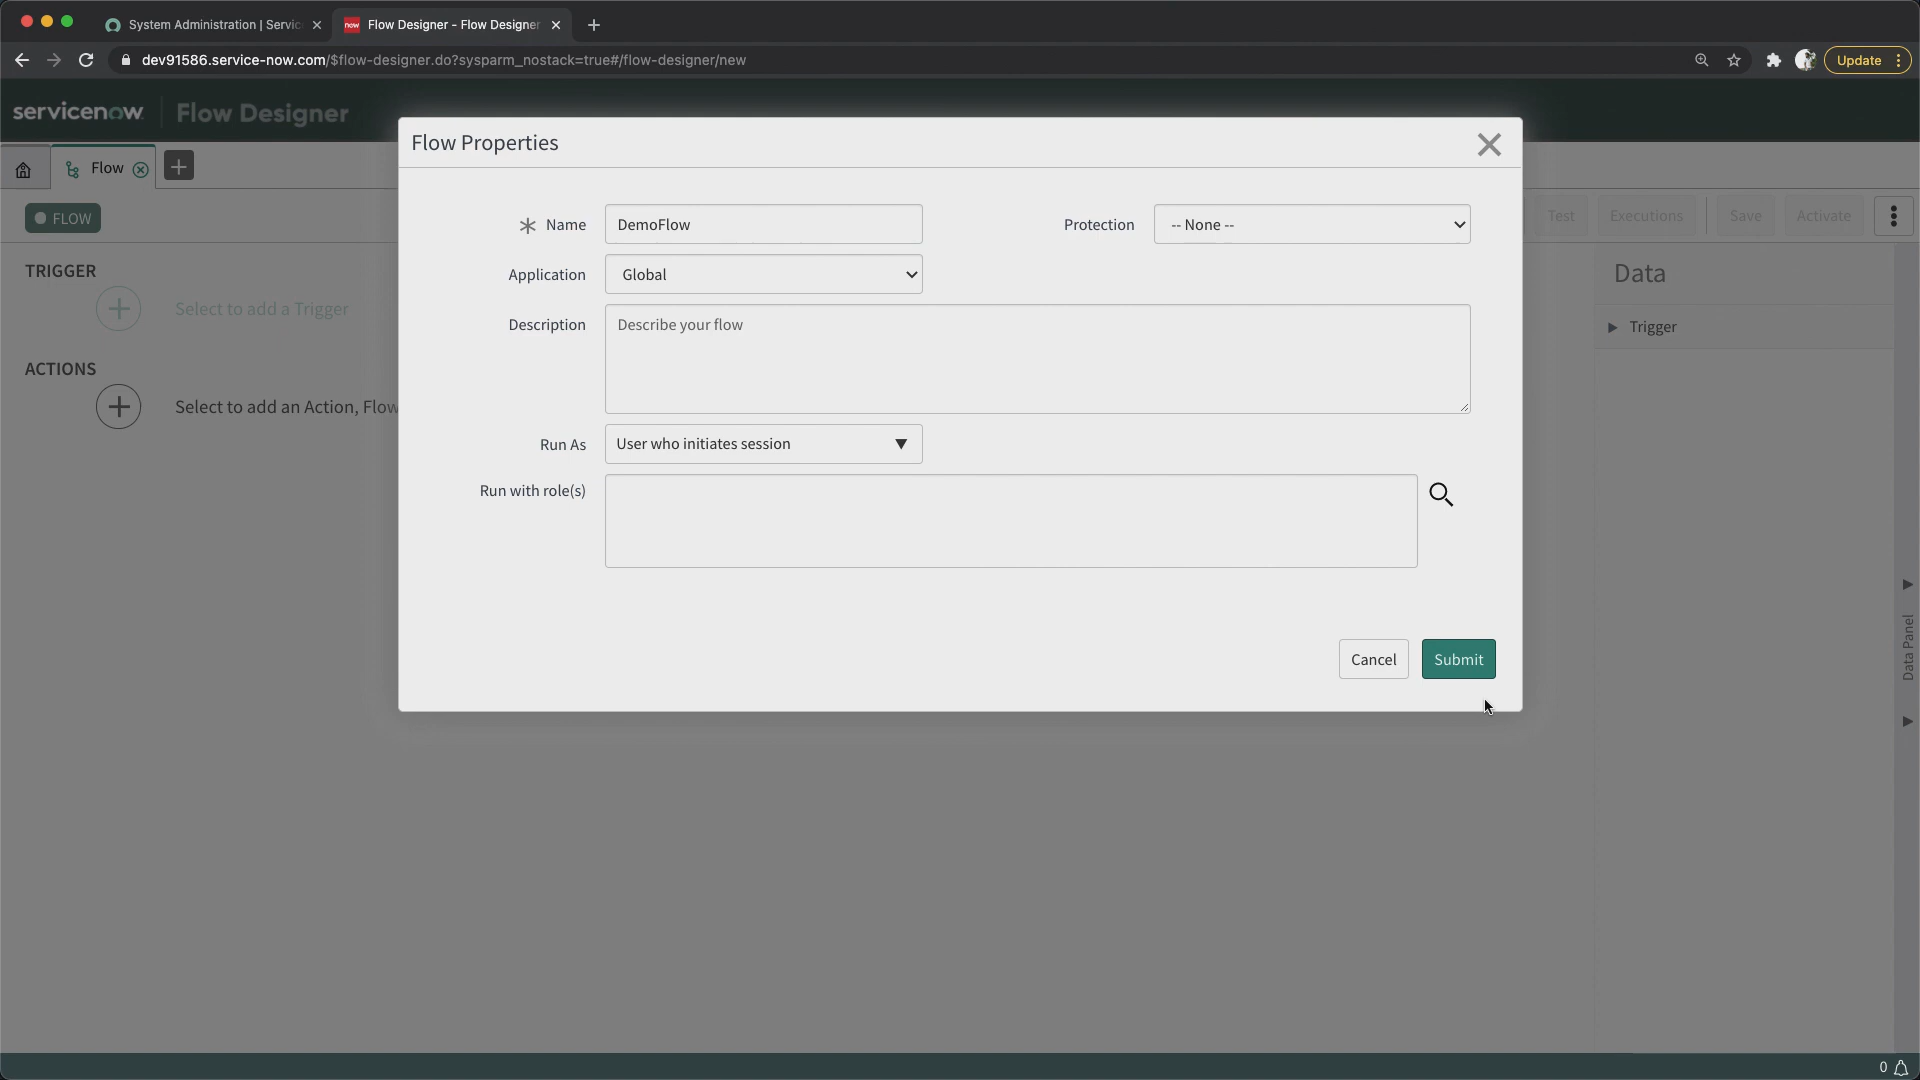 System Administration | Servic
Flow Designer - Flow Designer
dev91586.service-now.com/$flow-designer.do?sysparm_nostack=true#/flow-designer/new
Update
servicenow
Flow Designer
Flow Properties
Flow
FLOW
Test
Executions
Save
Activate
Name
DemoFlow
Protection
-- None --
TRIGGER
Application
Global
Data
Select to add a Trigger
Description
Describe your flow
Trigger
ACTIONS
Select to add an Action, Flow
Run As
User who initiates session
Run with role(s)
Cancel
Submit
Data Panel
0